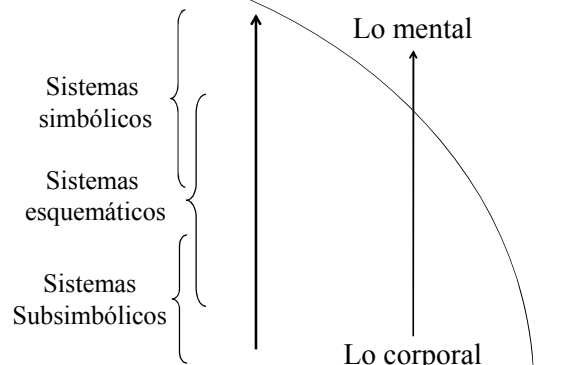 Lo mental
Sistemas
simbólicos
Sistemas
esquemáticos
Sistemas
Subsimbólicos
Lo corporal